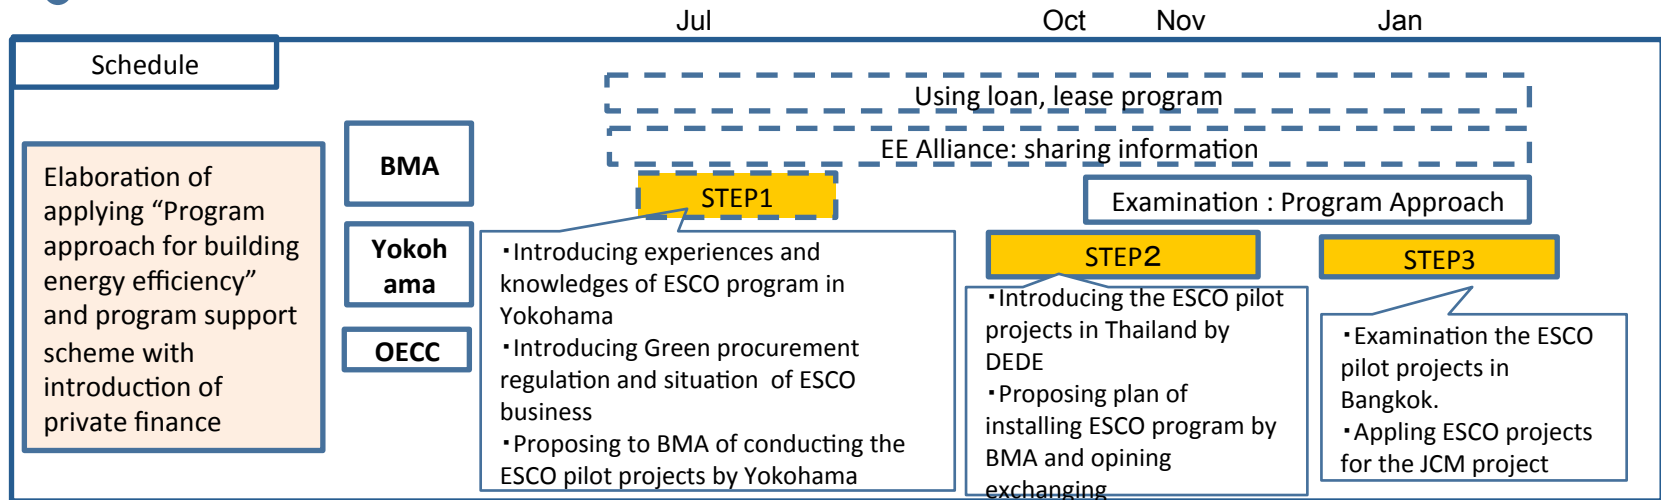 Jul Oct Nov Jan
Schedule
Using loan, lease program
EE Alliance: sharing information
Elaboration of
applying “Program
approach for building
energy efficiency”
and program support
scheme with
introduction of
private finance
BMA
Yokoh
ama
OECC
STEP1
Examination : Program Approach
STEP2
STEP3
・Introducing experiences and
knowledges of ESCO program in
Yokohama
・Introducing Green procurement
regulation and situation of ESCO
business
・Proposing to BMA of conducting the
ESCO pilot projects by Yokohama
・Introducing the ESCO pilot
projects in Thailand by
DEDE
・Proposing plan of
installing ESCO program by
BMA and opining
exchanging
・Examination the ESCO
pilot projects in
Bangkok.
・Appling ESCO projects
for the JCM project